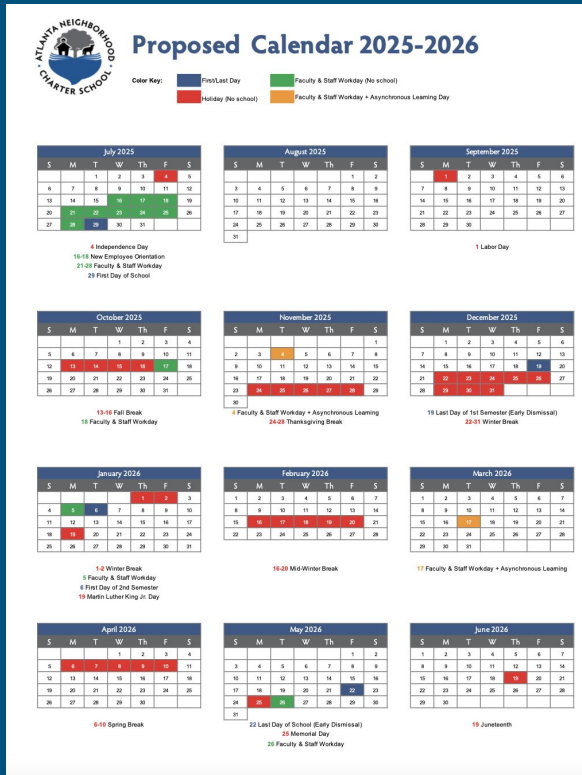 ATLANTA NEIGHBORHOOD
CHARTER SCHOOL
Proposed Calendar 2025-2026
Color Key:
First/Last Day
Faculty & Staff Workday (No school)
Holiday (No school)
Faculty & Staff Workday + Asynchronous Learning Day
July 2025
S M T W Th F S
1 2 3 4 5
6 7 8 9 10 11 12
13 14 15 16 17 18 19
20 21 22 23 24 25 26
27 28 29 30 31
4 Independence Day
16-18 New Employee Orientation
21-28 Faculty & Staff Workday
29 First Day of School
August 2025
S M T W Th F S
1 2
3 4 5 6 7 8 9
10 11 12 13 14 15 16
17 18 19 20 21 22 23
24 25 26 27 28 29 30
31
September 2025
S M T W Th F S
1 2 3 4 5 6
7 8 9 10 11 12 13
14 15 16 17 18 19 20
21 22 23 24 25 26 27
28 29 30
1 Labor Day
October 2025
S M T W Th F S
1 2 3 4
5 6 7 8 9 10 11
12 13 14 15 16 17 18
19 20 21 22 23 24 25
26 27 28 29 30 31
13-16 Fall Break
18 Faculty & Staff Workday
November 2025
S M T W Th F S
1
2 3 4 5 6 7 8
9 10 11 12 13 14 15
16 17 18 19 20 21 22
23 24 25 26 27 28 29
30
4 Faculty & Staff Workday + Asynchronous Learning
24-28 Thanksgiving Break
December 2025
S M T W Th F S
1 2 3 4 5 6
7 8 9 10 11 12 13
14 15 16 17 18 19 20
21 22 23 24 25 26 27
28 29 30 31
19 Last Day of 1st Semester (Early Dismissal)
22-31 Winter Break
January 2026
S M T W Th F S
1 2 3
4 5 6 7 8 9 10
11 12 13 14 15 16 17
18 19 20 21 22 23 24
25 26 27 28 29 30 31
1-2 Winter Break
5 Faculty & Staff Workday
6 First Day of 2nd Semester
19 Martin Luther King Jr. Day
February 2026
S M T W Th F S
1 2 3 4 5 6 7
8 9 10 11 12 13 14
15 16 17 18 19 20 21
22 23 24 25 26 27 28
16-20 Mid-Winter Break
March 2026
S M T W Th F S
1 2 3 4 5 6 7
8 9 10 11 12 13 14
15 16 17 18 19 20 21
22 23 24 25 26 27 28
29 30 31
17 Faculty & Staff Workday + Asynchronous Learning
April 2026
S M T W Th F S
1 2 3 4
5 6 7 8 9 10 11
12 13 14 15 16 17 18
19 20 21 22 23 24 25
26 27 28 29 30
6-10 Spring Break
May 2026
S M T W Th F S
1 2
3 4 5 6 7 8 9
10 11 12 13 14 15 16
17 18 19 20 21 22 23
24 25 26 27 28 29 30
31
22 Last Day of School (Early Dismissal)
25 Memorial Day
26 Faculty & Staff Workday
June 2026
S M T W Th F S
1 2 3 4 5 6 7
8 9 10 11 12 13 14
15 16 17 18 19 20 21
22 23 24 25 26 27 28
29 30
19 Juneteenth